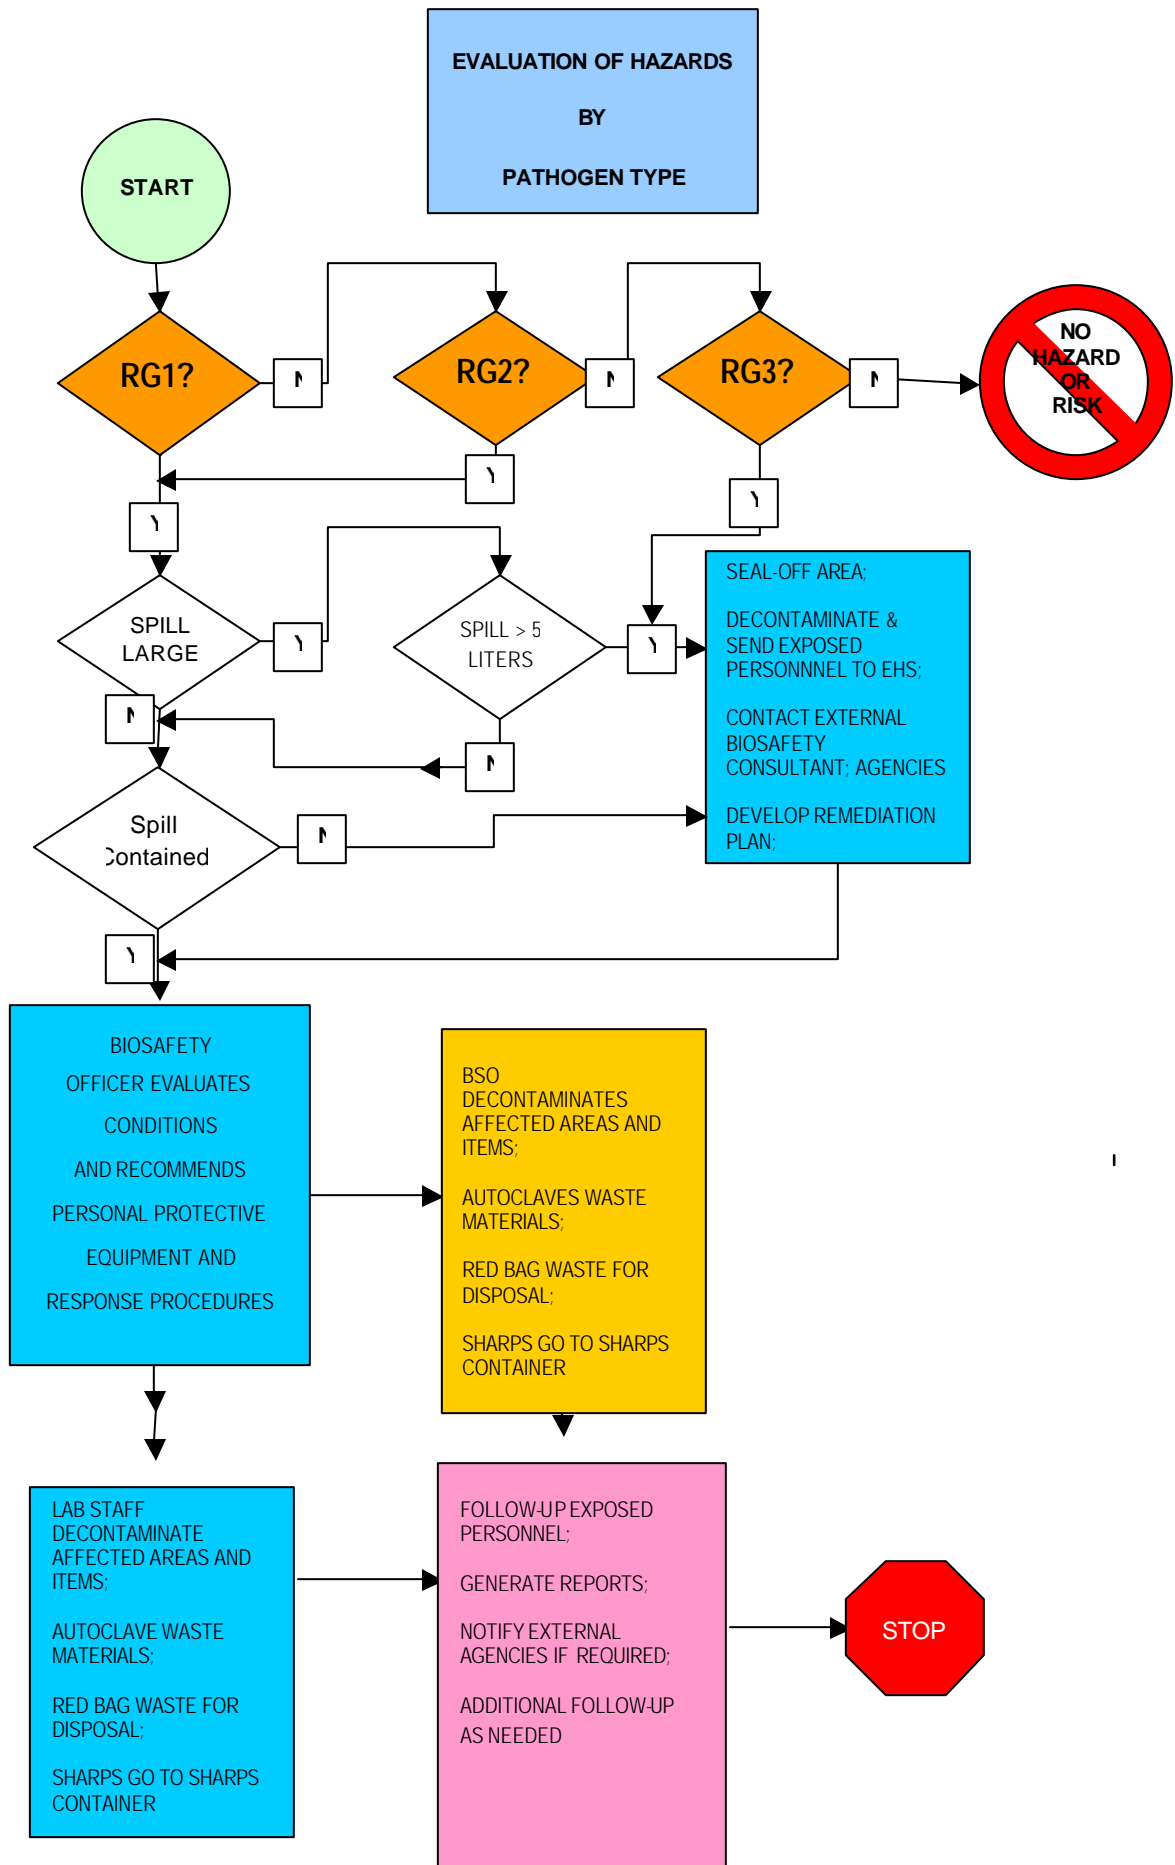 EVALUATION OF HAZARDS
BY
PATHOGEN TYPE
START
RG1?
RG2?
RG3?
NO
HAZARD
OR
RISK
SPILL
LARGE
SPILL > 5
LITERS
SEAL-OFF AREA;
DECONTAMINATE &
SEND EXPOSED
PERSONNNEL TO EHS;
CONTACT EXTERNAL
BIOSAFETY
CONSULTANT; AGENCIES
DEVELOP REMEDIATION
PLAN;
Spill
Contained
BIOSAFETY
OFFICER EVALUATES
CONDITIONS
AND RECOMMENDS
PERSONAL PROTECTIVE
EQUIPMENT AND
RESPONSE PROCEDURES
BSO
DECONTAMINATES
AFFECTED AREAS AND
ITEMS;
AUTOCLAVES WASTE
MATERIALS;
RED BAG WASTE FOR
DISPOSAL;
SHARPS GO TO SHARPS
CONTAINER
LAB STAFF
DECONTAMINATE
AFFECTED AREAS AND
ITEMS;
AUTOCLAVE WASTE
MATERIALS;
RED BAG WASTE FOR
DISPOSAL;
SHARPS GO TO SHARPS
CONTAINER
FOLLOW-UP EXPOSED
PERSONNEL;
GENERATE REPORTS;
NOTIFY EXTERNAL
AGENCIES IF REQUIRED;
ADDITIONAL FOLLOW-UP
AS NEEDED
STOP